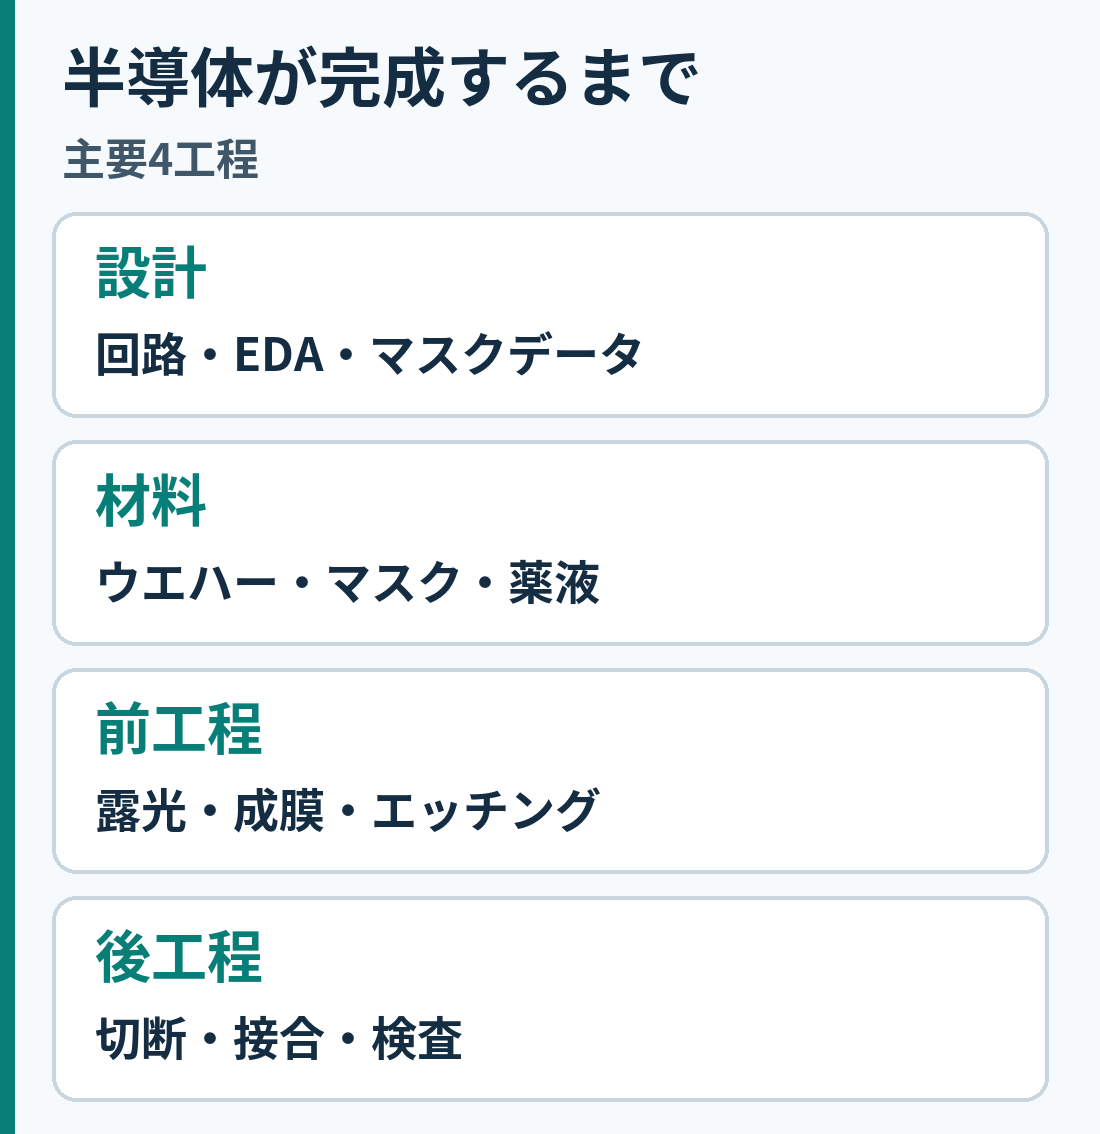 半導体が完成するまで
主要4工程
設計
回路・EDA・マスクデータ
材料
ウエハー・マスク・薬液
前工程
露光・成膜・エッチング
後工程
切断・接合・検査